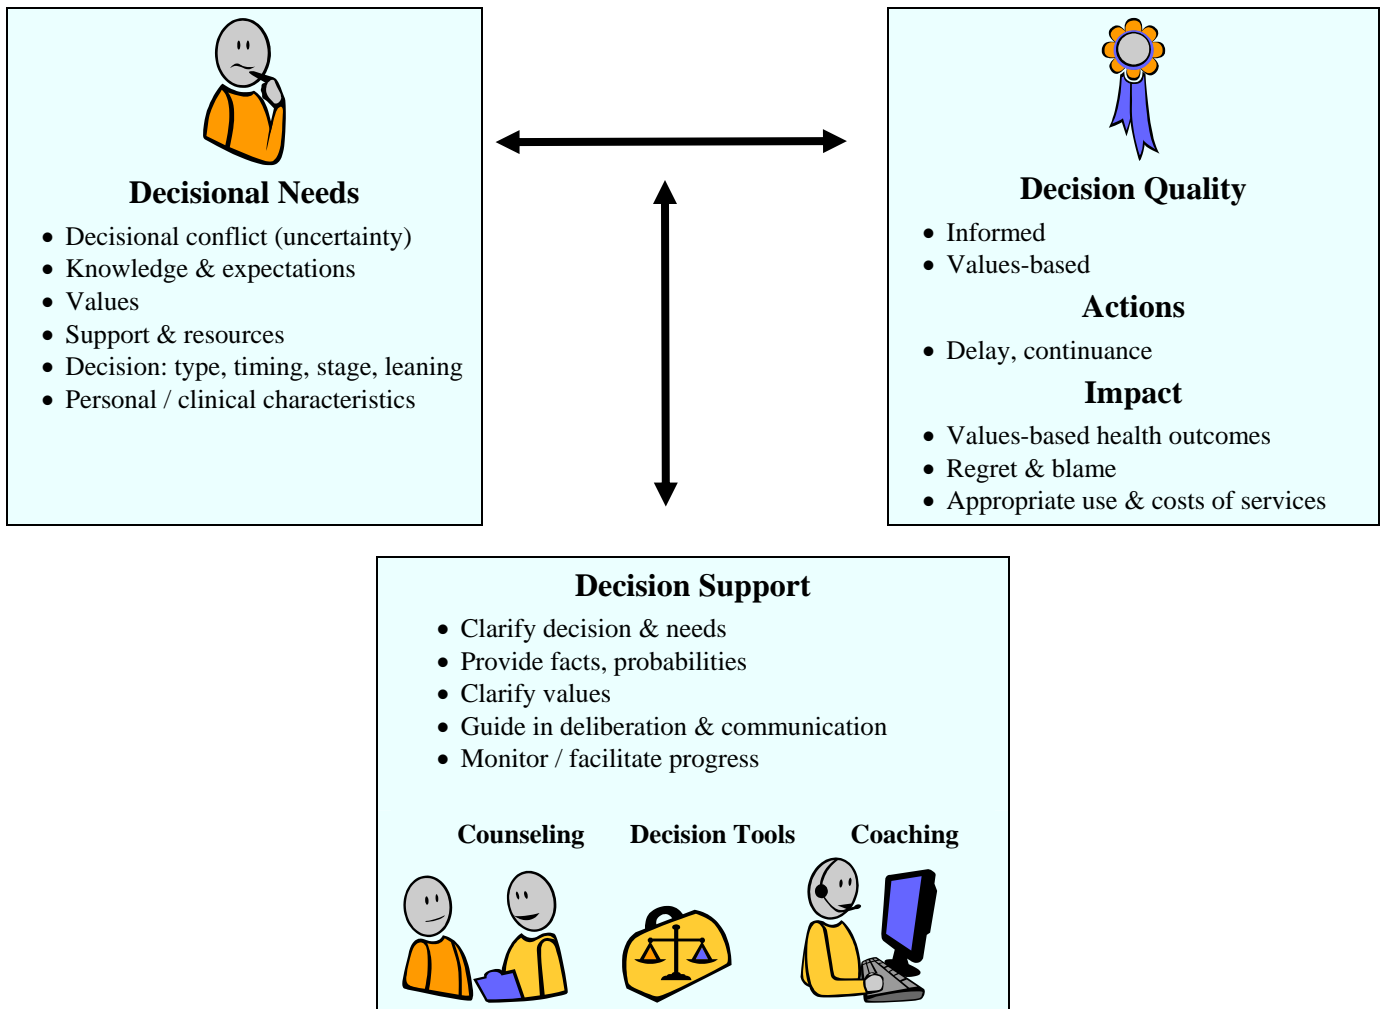 Decisional Needs
• Decisional conflict (uncertainty)
• Knowledge & expectations
• Values
• Support & resources
• Decision: type, timing, stage, leaning
• Personal / clinical characteristics
Decision Quality
• Informed
• Values-based
Actions
• Delay, continuance
Impact
• Values-based health outcomes
• Regret & blame
• Appropriate use & costs of services
Decision Support
• Clarify decision & needs
• Provide facts, probabilities
• Clarify values
• Guide in deliberation & communication
• Monitor / facilitate progress
Counseling Decision Tools Coaching